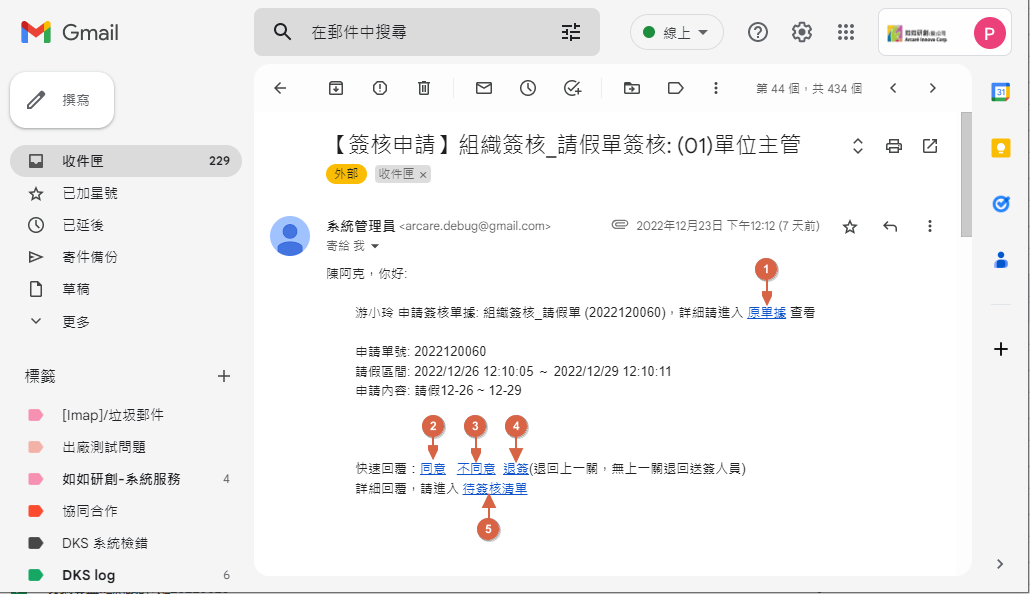 Gmail
在郵件中搜尋
線上
如如研創
Arcare Innova Corp.
P
撰寫
第 44 個，共 434 個
31
收件匣 229
已加星號
已延後
寄件備份
草稿
更多
標籤
[Imap]/垃圾郵件
出廠測試問題
如如研創-系統服務 4
協同合作
DKS 系統檢錯
DKS log 6
【簽核申請】組織簽核_請假單簽核: (01)單位主管
外部 收件匣 ×
系統管理員 <arcare.debug@gmail.com> 2022年12月23日 下午12:12 (7 天前)
寄給 我
陳阿克，你好:
1
游小玲 申請簽核單據: 組織簽核_請假單 (2022120060)，詳細請進入 原單據 查看
申請單號: 2022120060
請假區間: 2022/12/26 12:10:05 ~ 2022/12/29 12:10:11
申請內容: 請假12-26 ~ 12-29
2 3 4
快速回覆：同意 不同意 退簽(退回上一關，無上一關退回送簽人員)
詳細回覆，請進入 待簽核清單
5